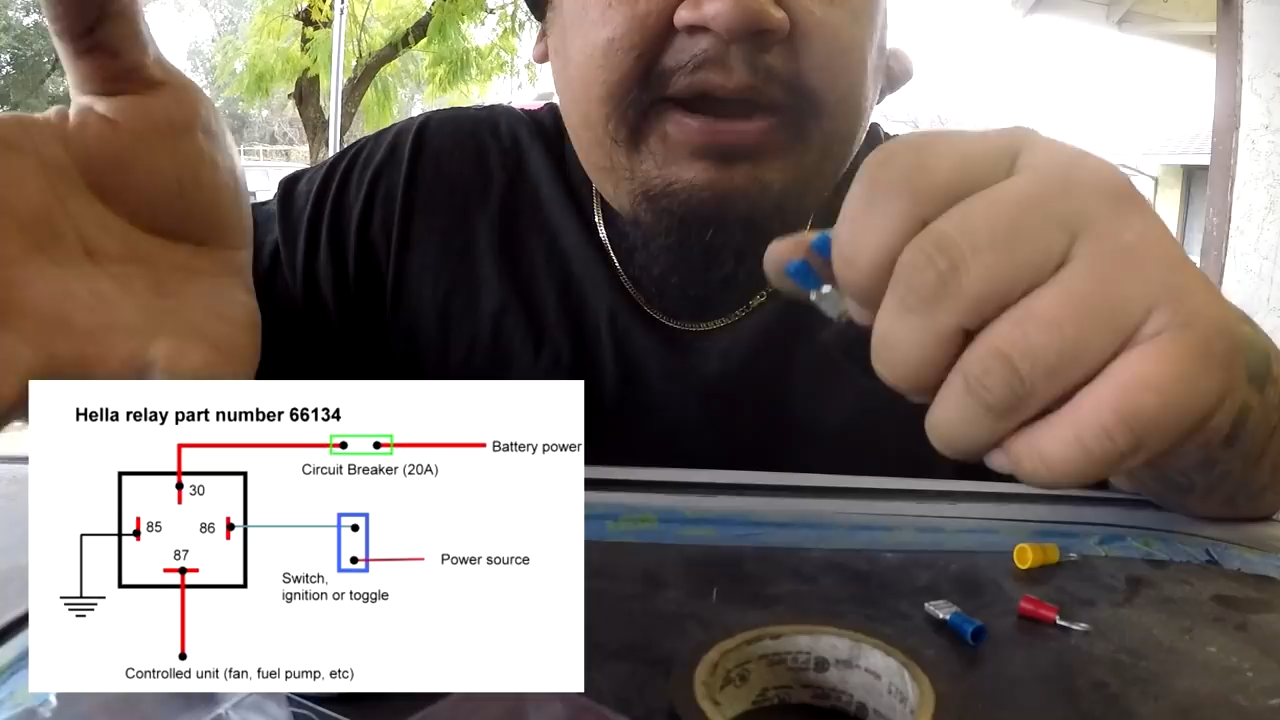 Hella relay part number 66134
Battery power
Circuit Breaker (20A)
30
85
86
87
Power source
Switch,
ignition or toggle
Controlled unit (fan, fuel pump, etc)